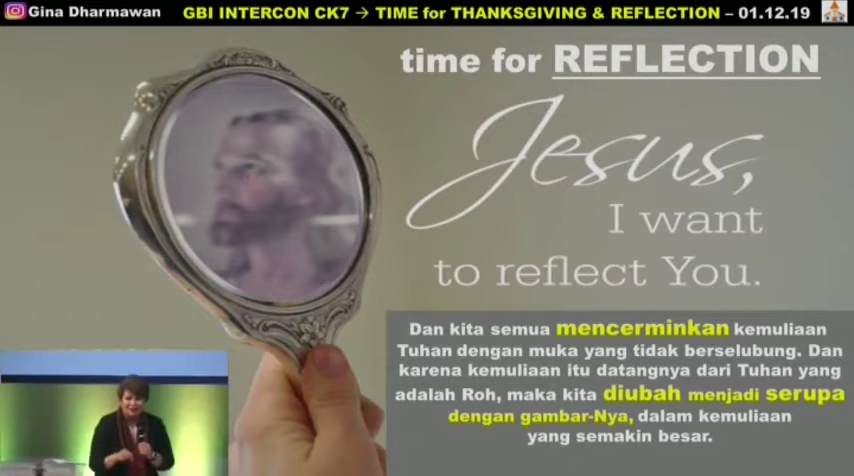 Gina Dharmawan
GBI INTERCON CK7 → TIME for THANKSGIVING & REFLECTION – 01.12.19
time for REFLECTION
Jesus,
I want
to reflect You.
Dan kita semua mencerminkan kemuliaan
Tuhan dengan muka yang tidak berselubung. Dan
karena kemuliaan itu datangnya dari Tuhan yang
adalah Roh, maka kita diubah menjadi serupa
dengan gambar-Nya, dalam kemuliaan
yang semakin besar.